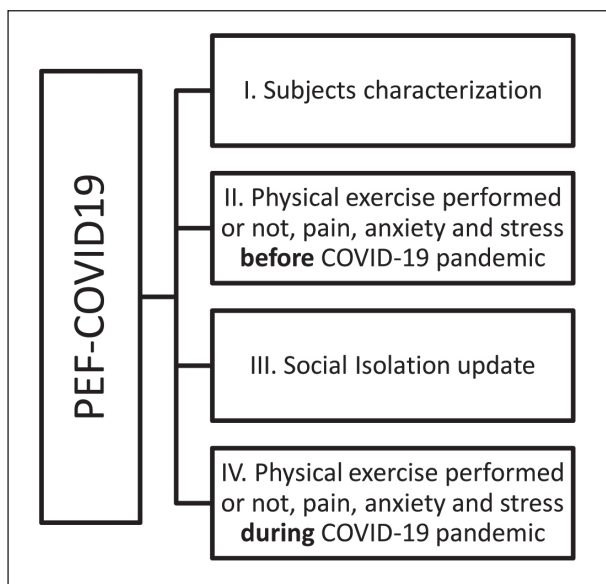 PEF-COVID19
I. Subjects characterization
II. Physical exercise performed
or not, pain, anxiety and stress
before COVID-19 pandemic
III. Social Isolation update
IV. Physical exercise performed
or not, pain, anxiety and stress
during COVID-19 pandemic